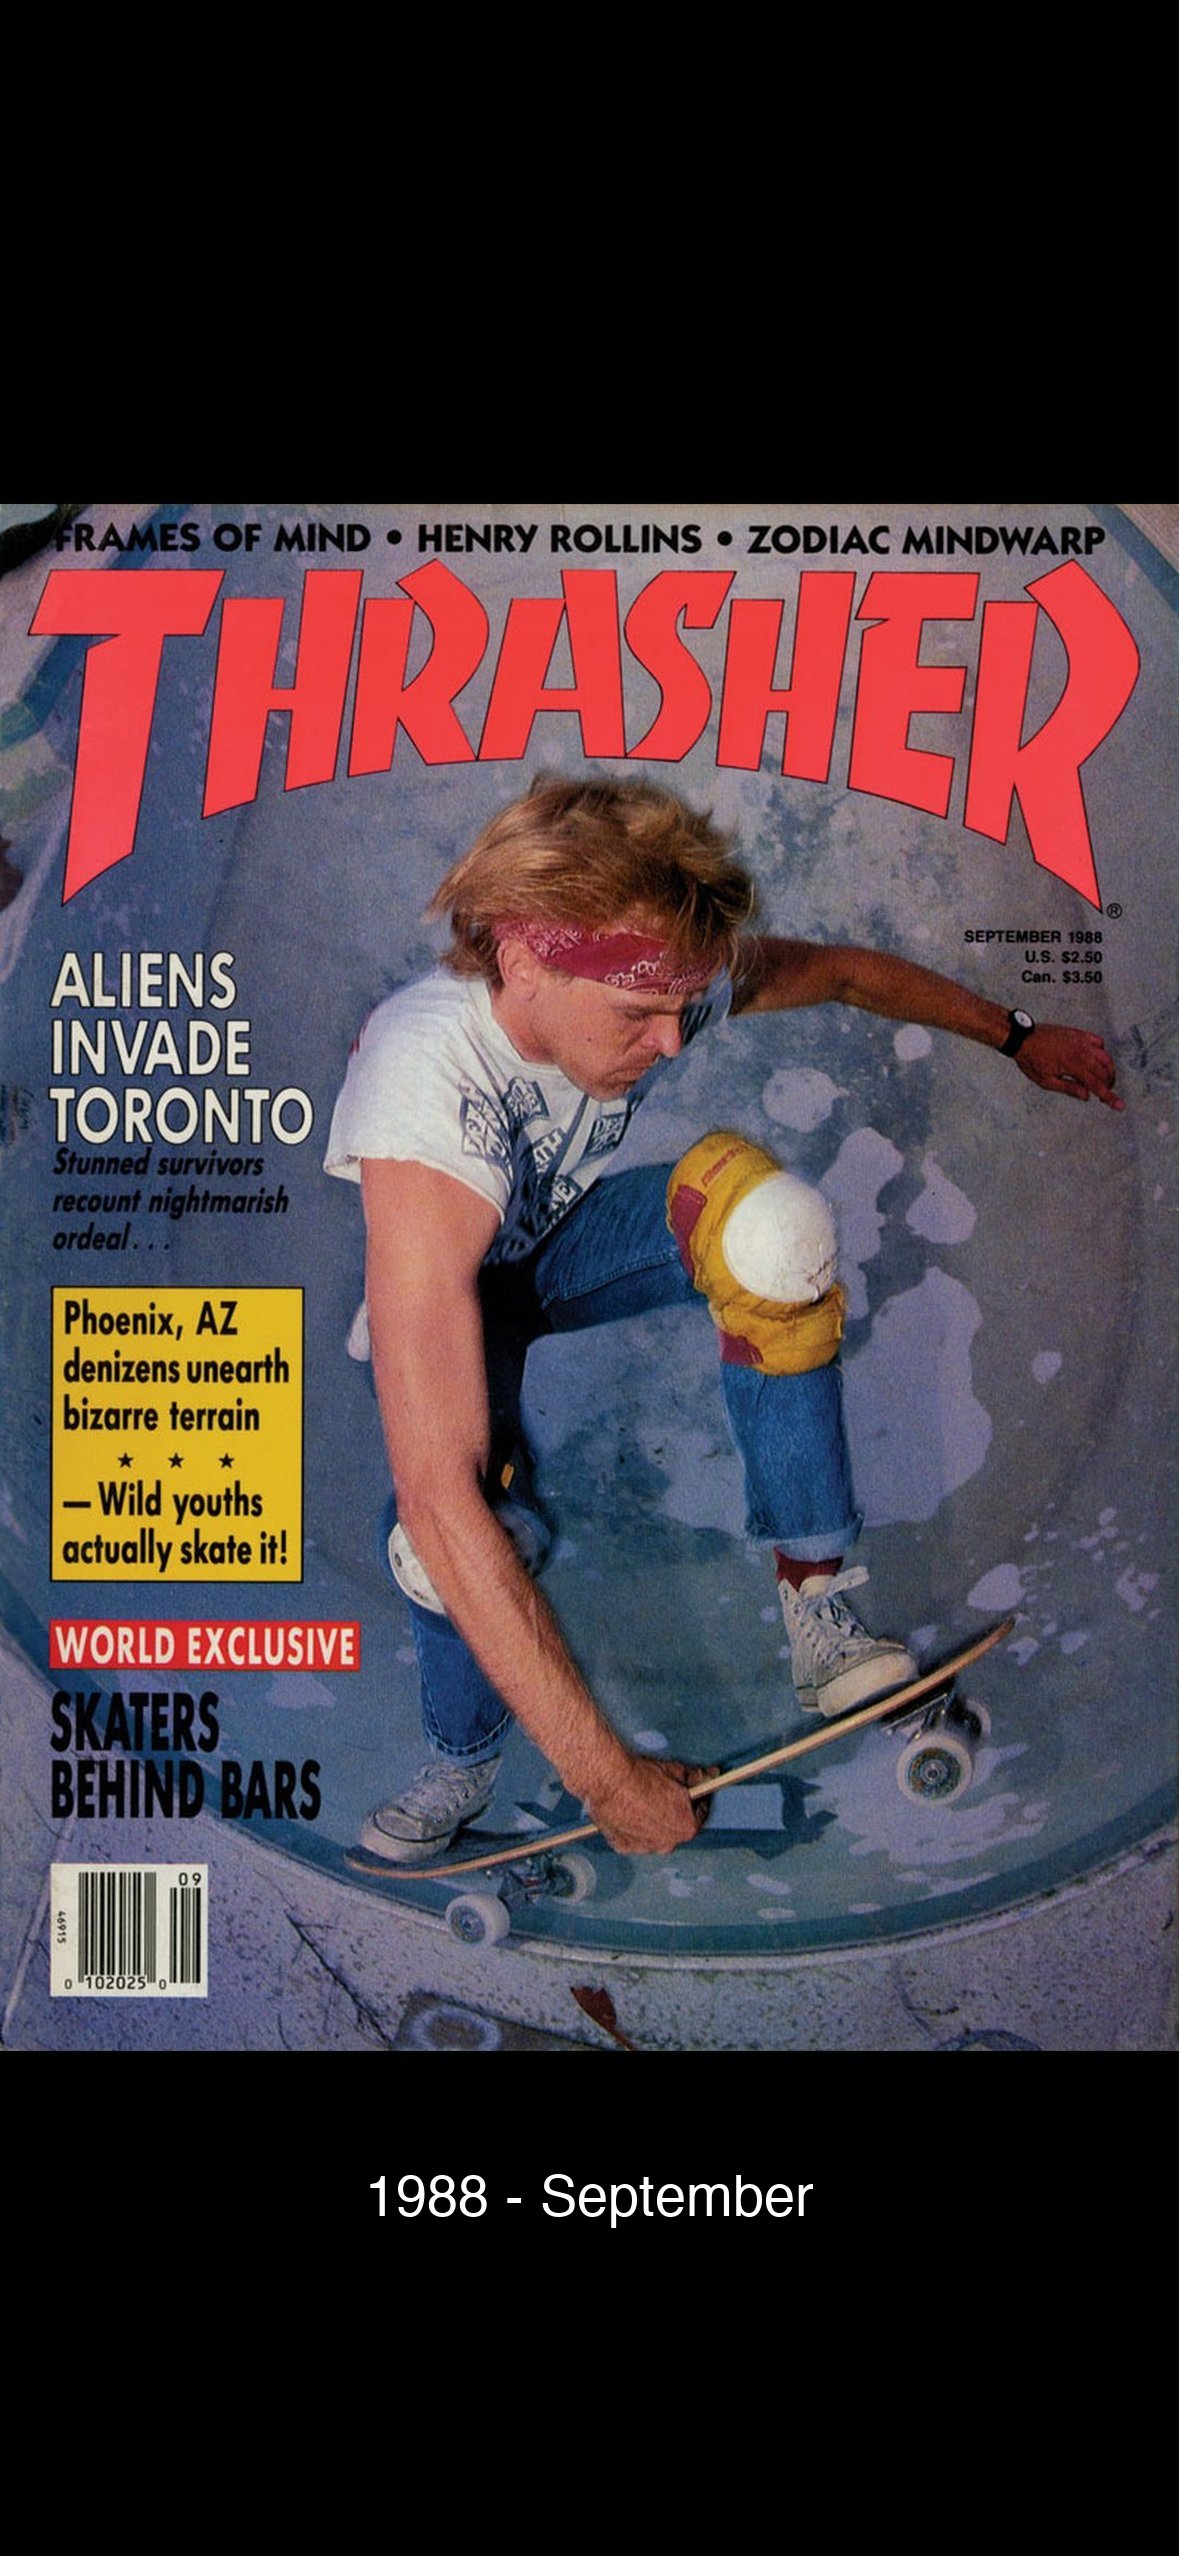 FRAMES OF MIND • HENRY ROLLINS • ZODIAC MINDWARP
THRASHER®
SEPTEMBER 1988
U.S. $2.50
Can. $3.50
ALIENS
INVADE
TORONTO
Stunned survivors
recount nightmarish
ordeal...
Phoenix, AZ
denizens unearth
bizarre terrain
★ ★ ★
—Wild youths
actually skate it!
WORLD EXCLUSIVE
SKATERS
BEHIND BARS
09
46915
0 102025 0
1988 - September